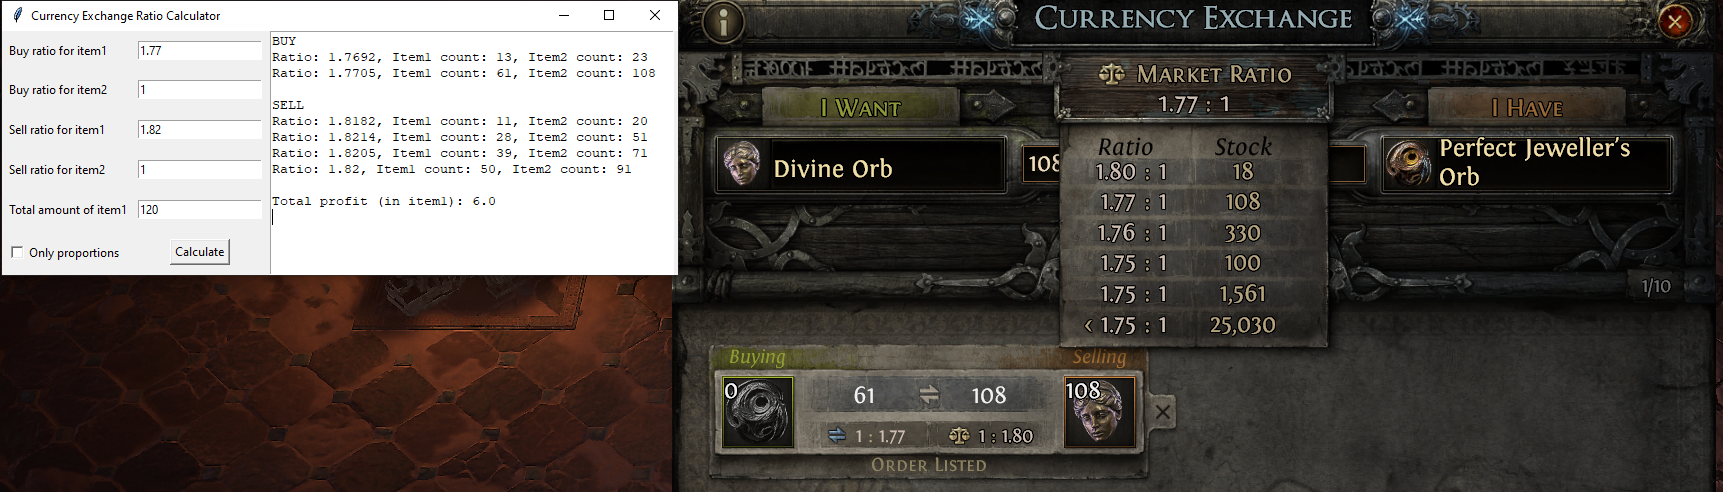 Currency Exchange Ratio Calculator
Buy ratio for item1
1.77
Buy ratio for item2
1
Sell ratio for item1
1.82
Sell ratio for item2
1
Total amount of item1
120
Only proportions
Calculate
BUY
Ratio: 1.7692, Item1 count: 13, Item2 count: 23
Ratio: 1.7705, Item1 count: 61, Item2 count: 108
SELL
Ratio: 1.8182, Item1 count: 11, Item2 count: 20
Ratio: 1.8214, Item1 count: 28, Item2 count: 51
Ratio: 1.8205, Item1 count: 39, Item2 count: 71
Ratio: 1.82, Item1 count: 50, Item2 count: 91
Total profit (in item1): 6.0
i
Currency Exchange
Market Ratio
1.77 : 1
I Want
I Have
Divine Orb
108
Perfect Jeweller's
Orb
Ratio Stock
1.80 : 1 18
1.77 : 1 108
1.76 : 1 330
1.75 : 1 100
1.75 : 1 1,561
< 1.75 : 1 25,030
1/10
Buying
Selling
0
61 108
108
1 : 1.77 1 : 1.80
Order Listed